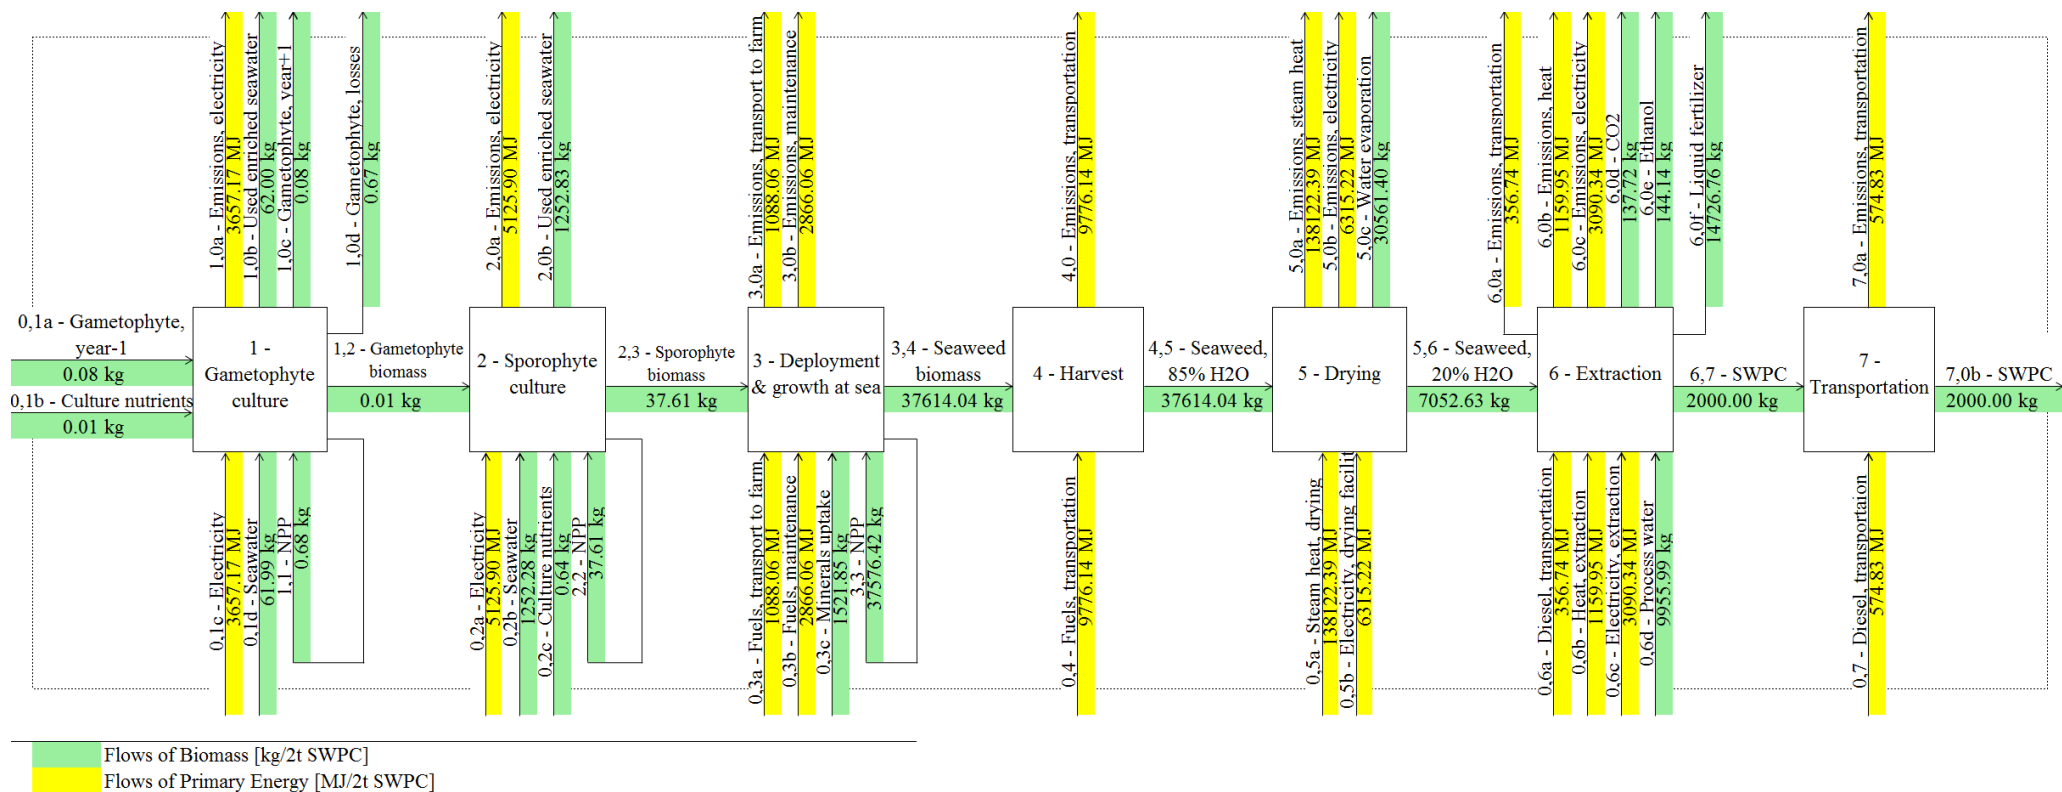 1,0a - Emissions, electricity
3657.17 MJ
1,0b - Used enriched seawater
62.00 kg
1,0c - Gametophyte, year+1
0.08 kg
1,0d - Gametophyte, losses
0.67 kg
2,0a - Emissions, electricity
5125.90 MJ
2,0b - Used enriched seawater
1252.83 kg
3,0a - Emissions, transport to farm
1088.06 MJ
3,0b - Emissions, maintenance
2866.06 MJ
4,0 - Emissions, transportation
9776.14 MJ
5,0a - Emissions, steam heat
138122.39 MJ
5,0b - Emissions, electricity
6315.22 MJ
5,0c - Water evaporation
30561.40 kg
6,0a - Emissions, transportation
356.74 MJ
6,0b - Emissions, heat
1159.95 MJ
6,0c - Emissions, electricity
3090.34 MJ
6,0d - CO2
137.72 kg
6,0e - Ethanol
144.14 kg
6,0f - Liquid fertilizer
14726.76 kg
7,0a - Emissions, transportation
574.83 MJ
0,1a - Gametophyte,
year-1
0.08 kg
0,1b - Culture nutrients
0.01 kg
1 -
Gametophyte
culture
1,2 - Gametophyte
biomass
0.01 kg
2 - Sporophyte
culture
2,3 - Sporophyte
biomass
37.61 kg
3 - Deployment
& growth at sea
3,4 - Seaweed
biomass
37614.04 kg
4 - Harvest
4,5 - Seaweed,
85% H2O
37614.04 kg
5 - Drying
5,6 - Seaweed,
20% H2O
7052.63 kg
6 - Extraction
6,7 - SWPC
2000.00 kg
7 -
Transportation
7,0b - SWPC
2000.00 kg
0,1c - Electricity
3657.17 MJ
0,1d - Seawater
61.99 kg
1,1 - NPP
0.68 kg
0,2a - Electricity
5125.90 MJ
0,2b - Seawater
1252.28 kg
0,2c - Culture nutrients
0.64 kg
2,2 - NPP
37.61 kg
0,3a - Fuels, transport to farm
1088.06 MJ
0,3b - Fuels, maintenance
2866.06 MJ
0,3c - Minerals uptake
1521.85 kg
3,3 - NPP
37576.42 kg
0,4 - Fuels, transportation
9776.14 MJ
0,5a - Steam heat, drying
138122.39 MJ
0,5b - Electricity, drying facilit
6315.22 MJ
0,6a - Diesel, transportation
356.74 MJ
0,6b - Heat, extraction
1159.95 MJ
0,6c - Electricity, extraction
3090.34 MJ
0,6d - Process water
9955.99 kg
0,7 - Diesel, transportation
574.83 MJ
Flows of Biomass [kg/2t SWPC]
Flows of Primary Energy [MJ/2t SWPC]